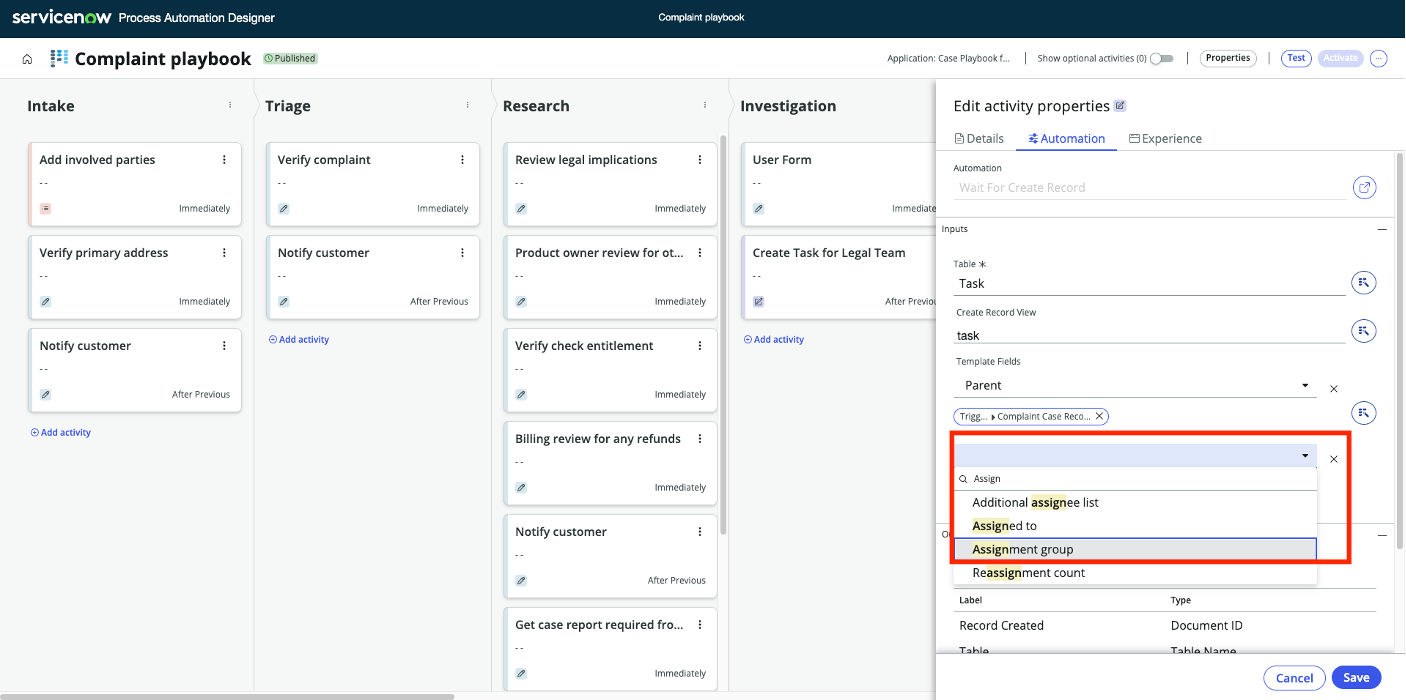 servicenow Process Automation Designer
Complaint playbook
Complaint playbook
Published
Application: Case Playbook f...
Show optional activities (0)
Properties
Test
Activate
Intake
Add involved parties
--
Immediately
Verify primary address
--
Immediately
Notify customer
--
After Previous
Add activity
Triage
Verify complaint
--
Immediately
Notify customer
--
After Previous
Add activity
Research
Review legal implications
--
Immediately
Product owner review for ot...
--
Immediately
Verify check entitlement
--
Immediately
Billing review for any refunds
--
Immediately
Notify customer
--
After Previous
Get case report required fro...
--
Immediately
Investigation
User Form
--
Immediate
Create Task for Legal Team
--
After Previou
Add activity
Edit activity properties
Details
Automation
Experience
Automation
Wait For Create Record
Inputs
Table *
Task
Create Record View
task
Template Fields
Parent
Trigg... ▸ Complaint Case Reco... ×
Assign
Additional assignee list
Assigned to
Assignment group
Reassignment count
Label Type
Record Created Document ID
Table Table Name
Cancel
Save